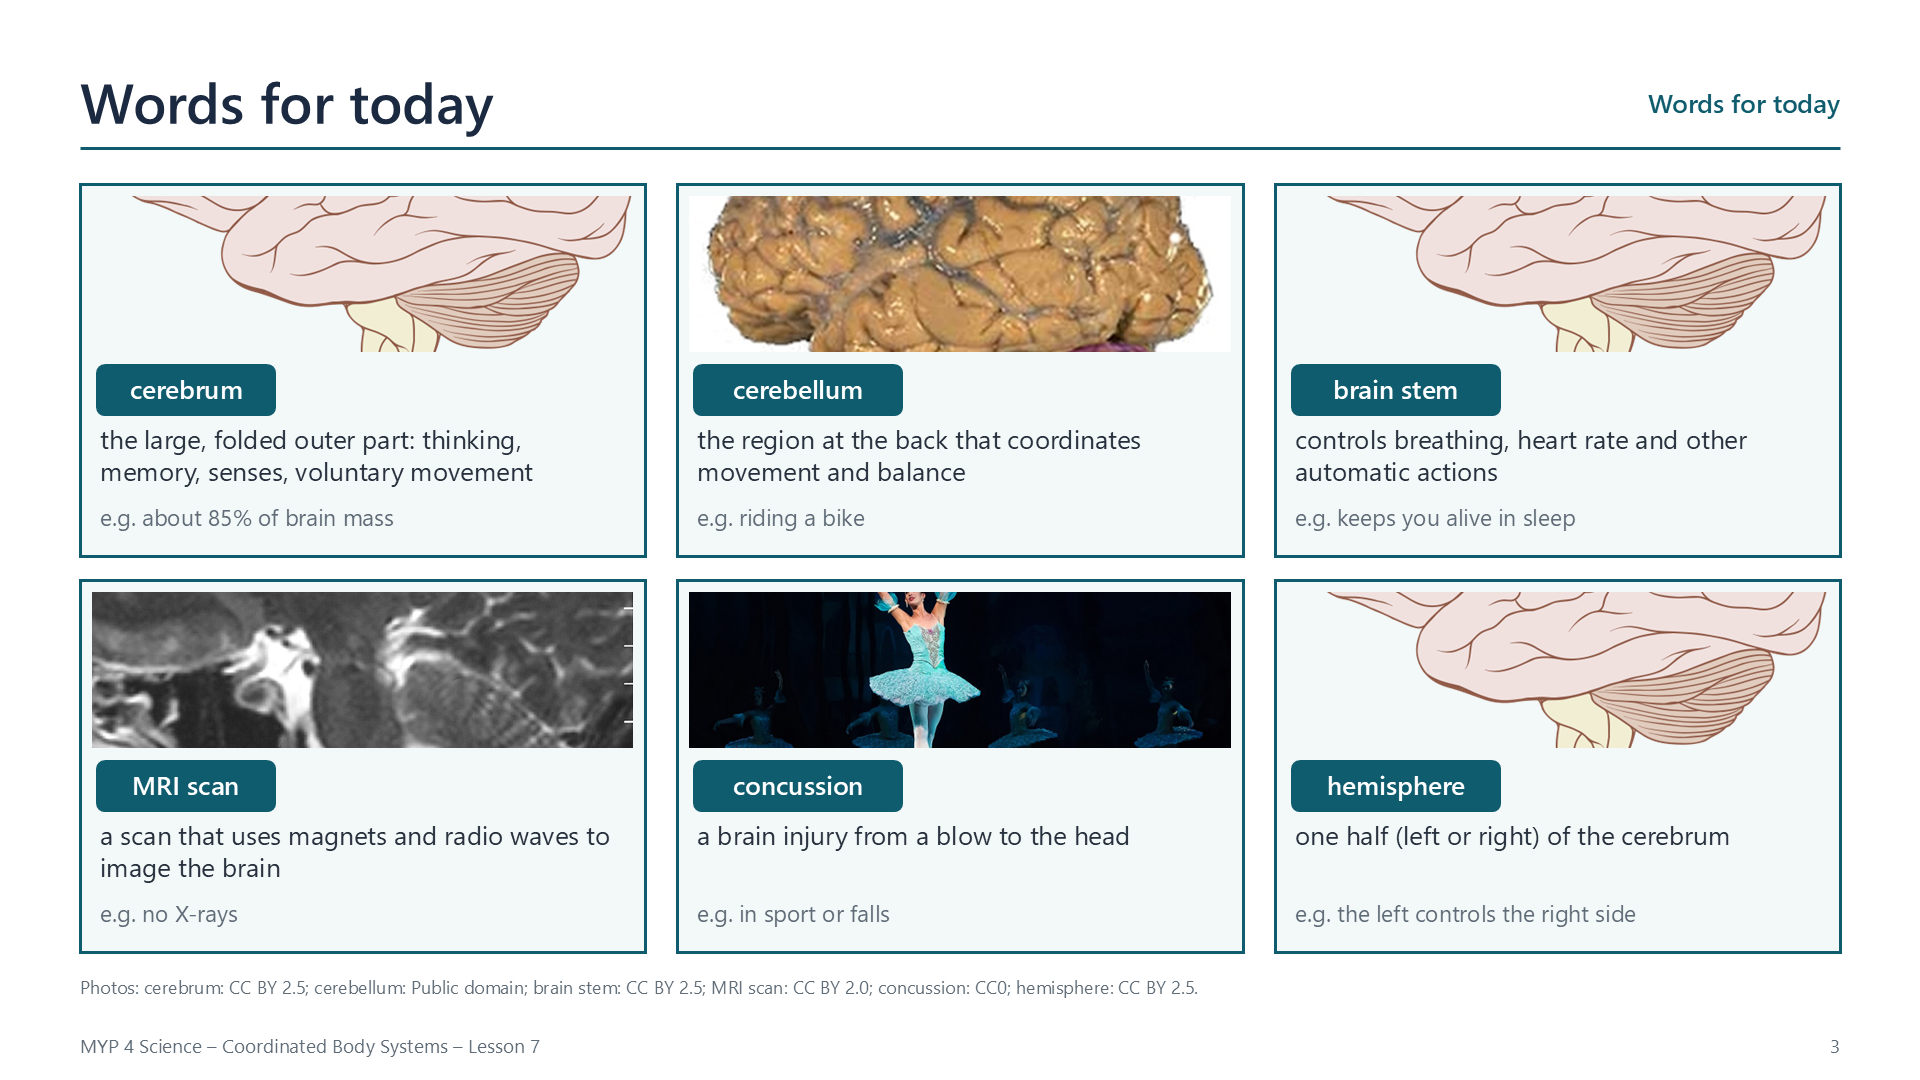 Words for today
Words for today
cerebrum
the large, folded outer part: thinking,
memory, senses, voluntary movement
e.g. about 85% of brain mass
cerebellum
the region at the back that coordinates
movement and balance
e.g. riding a bike
brain stem
controls breathing, heart rate and other
automatic actions
e.g. keeps you alive in sleep
MRI scan
a scan that uses magnets and radio waves to
image the brain
e.g. no X-rays
concussion
a brain injury from a blow to the head
e.g. in sport or falls
hemisphere
one half (left or right) of the cerebrum
e.g. the left controls the right side
Photos: cerebrum: CC BY 2.5; cerebellum: Public domain; brain stem: CC BY 2.5; MRI scan: CC BY 2.0; concussion: CC0; hemisphere: CC BY 2.5.
MYP 4 Science – Coordinated Body Systems – Lesson 7
3